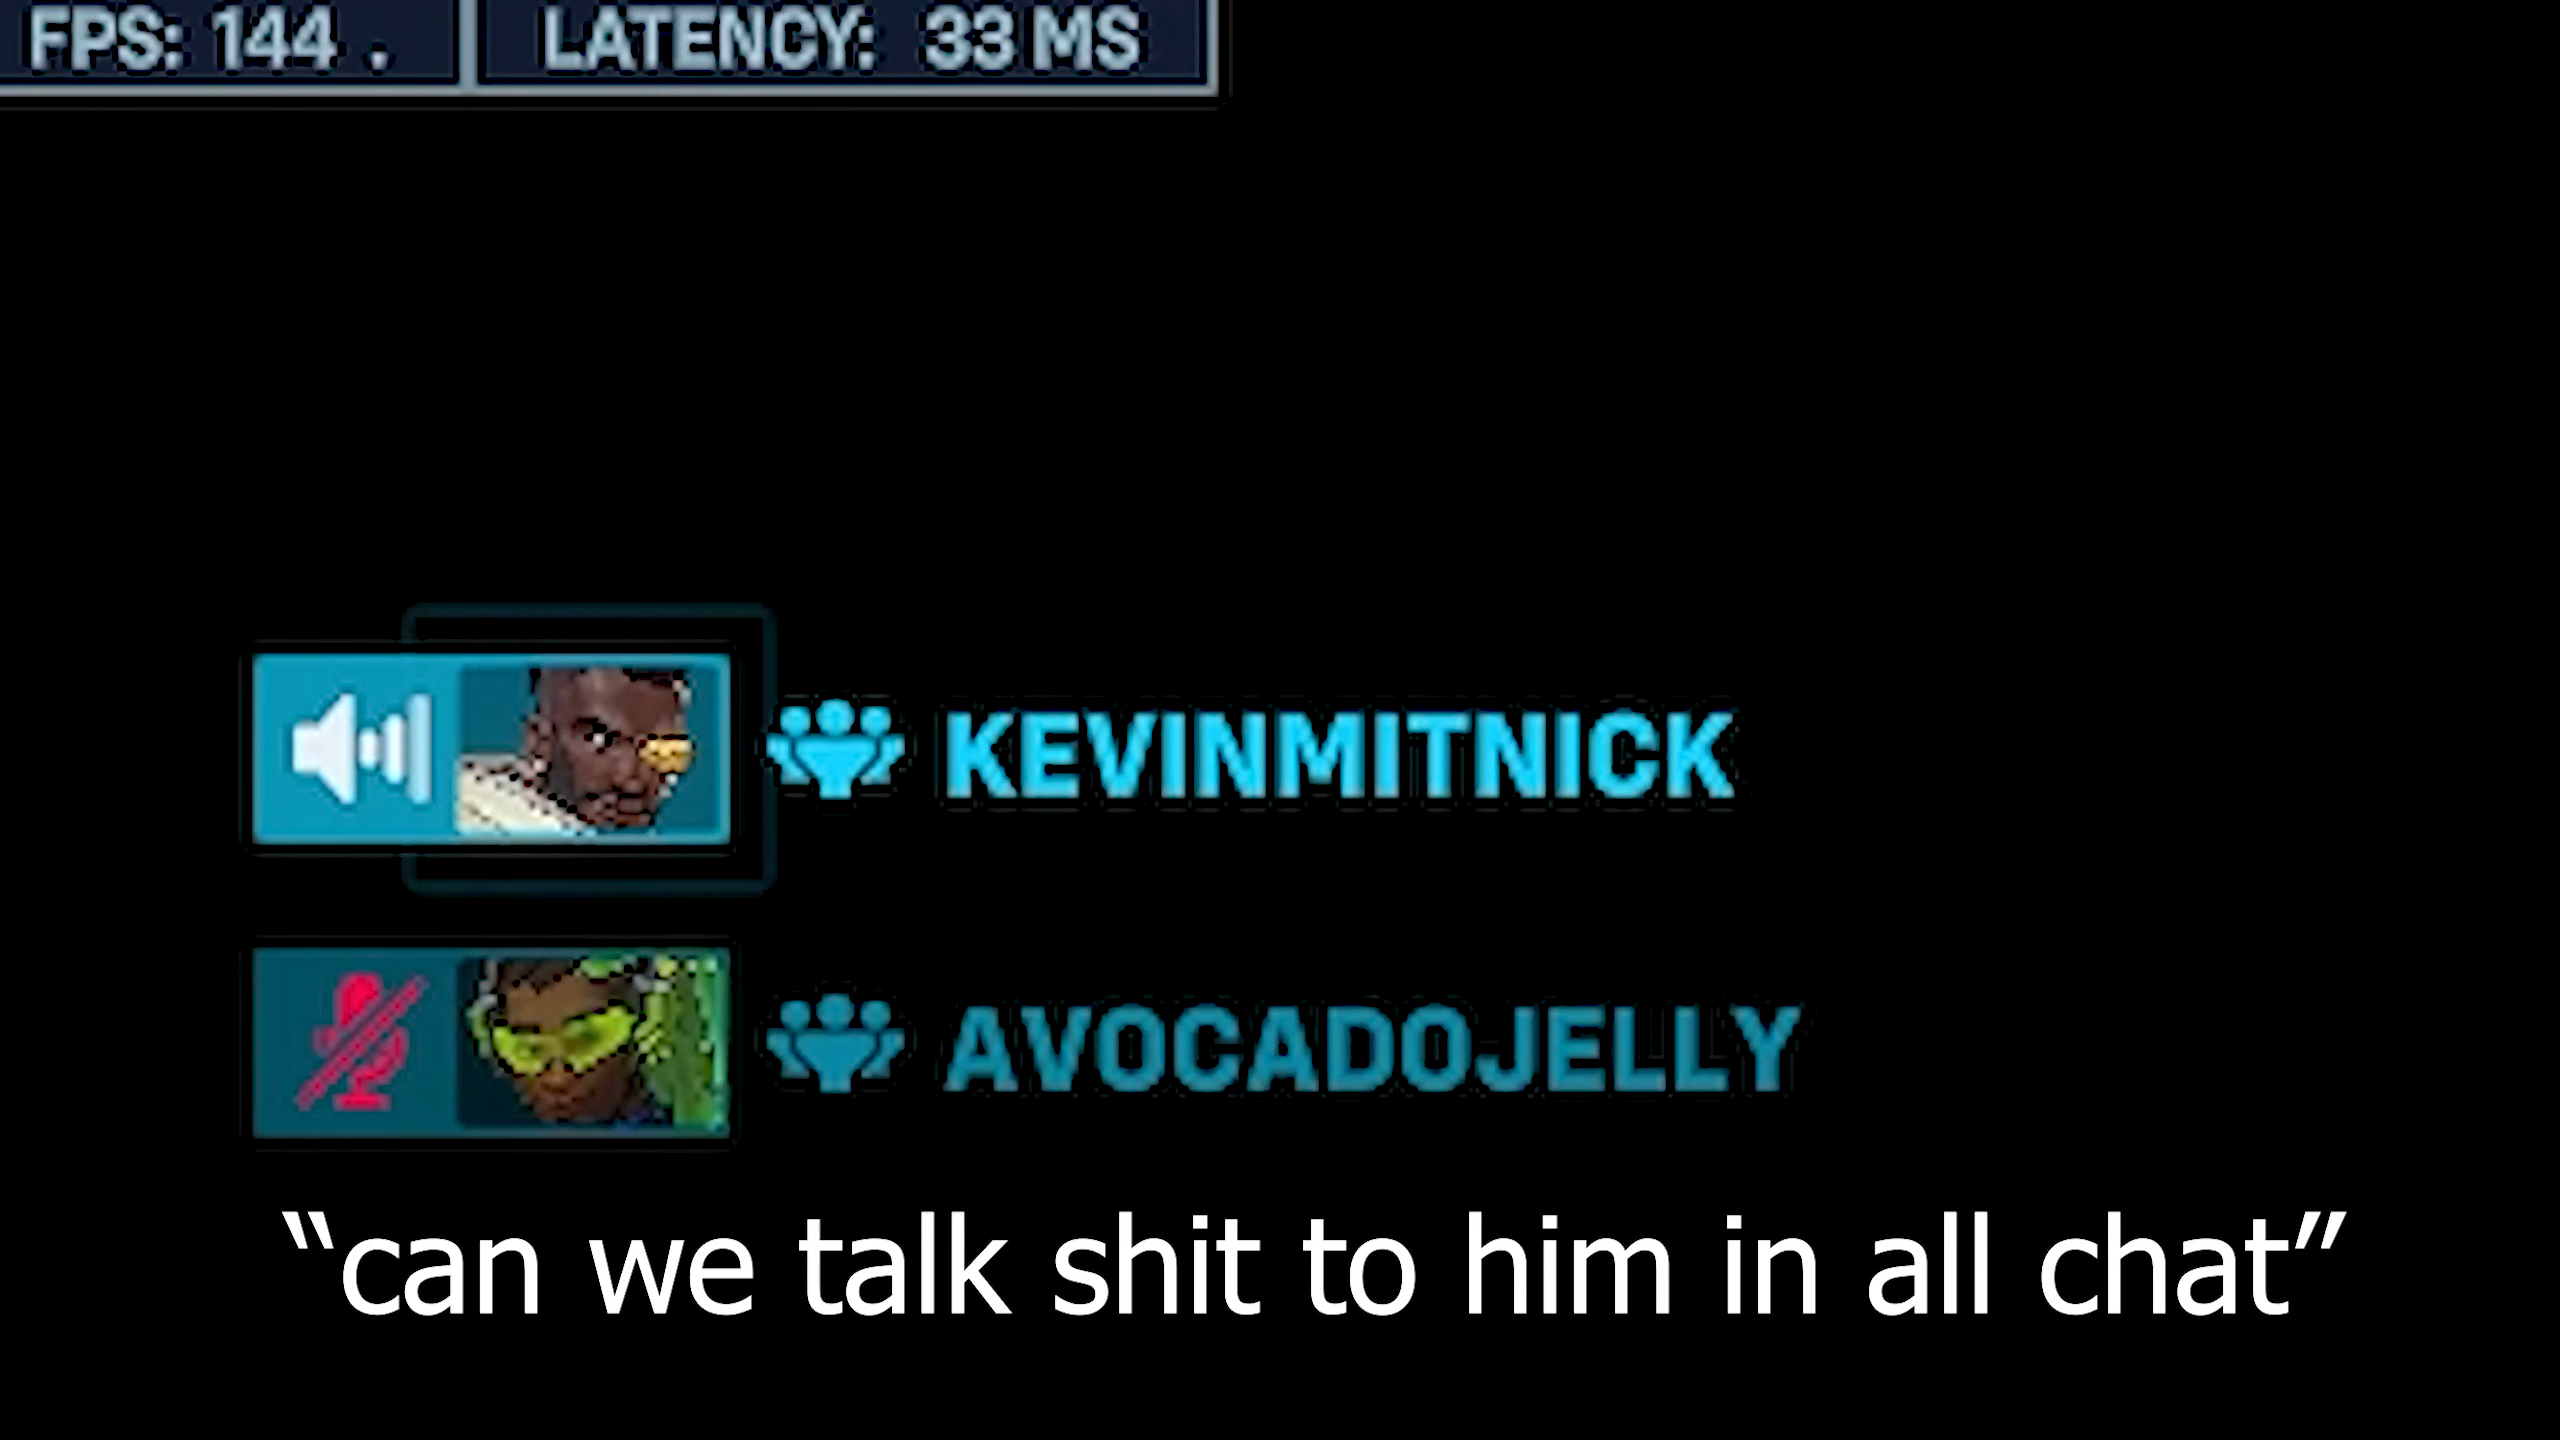 FPS: 144 .
LATENCY: 33 MS
KEVINMITNICK
AVOCADOJELLY
“can we talk shit to him in all chat”